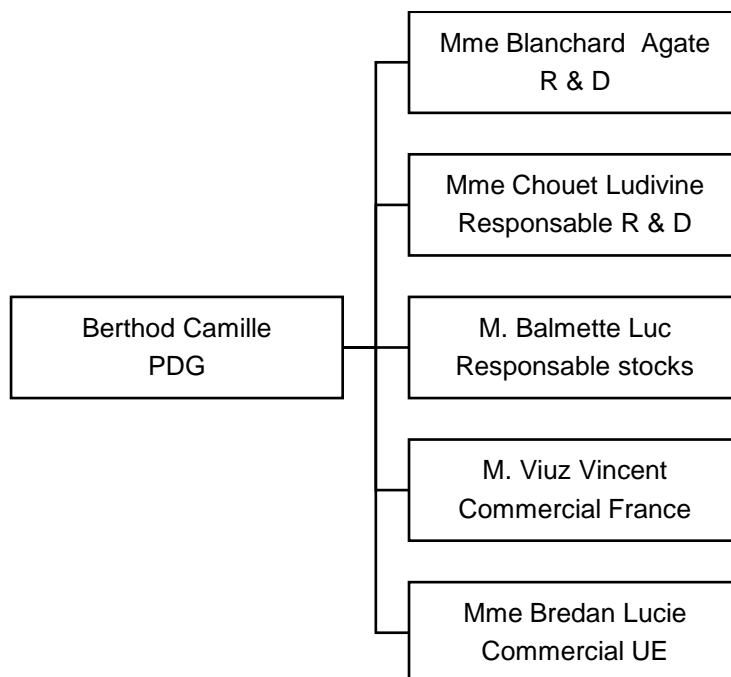 Mme Blanchard Agate
R & D
Mme Chouet Ludivine
Responsable R & D
Berthod Camille
PDG
M. Balmette Luc
Responsable stocks
M. Viuz Vincent
Commercial France
Mme Bredan Lucie
Commercial UE